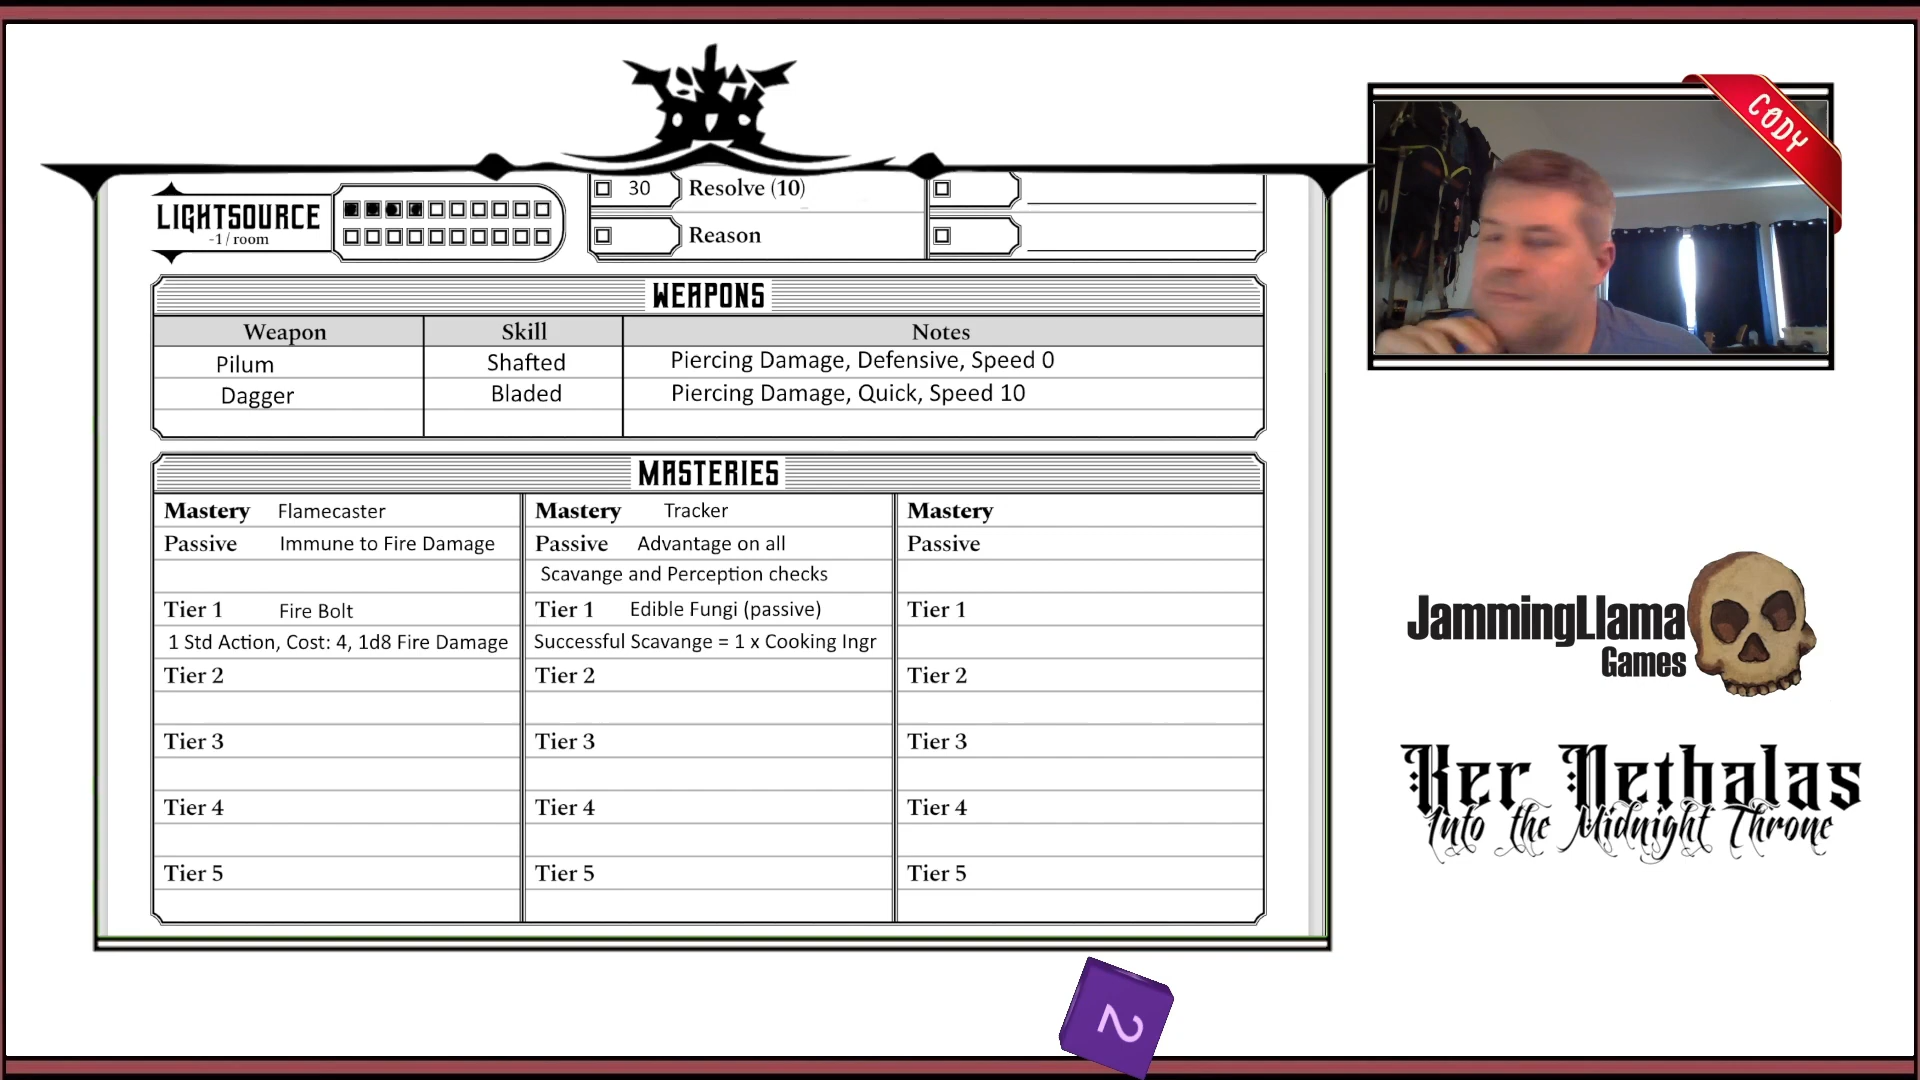 CODY
30 Resolve (10)
LIGHTSOURCE
-1/room
Reason
WEAPONS
Weapon Skill Notes
Pilum Shafted Piercing Damage, Defensive, Speed 0
Dagger Bladed Piercing Damage, Quick, Speed 10
MASTERIES
Mastery Flamecaster Mastery Tracker Mastery
Passive Immune to Fire Damage Passive Advantage on all Passive
Scavange and Perception checks
Tier 1 Fire Bolt Tier 1 Edible Fungi (passive) Tier 1
1 Std Action, Cost: 4, 1d8 Fire Damage Successful Scavange = 1 x Cooking Ingr
Tier 2 Tier 2 Tier 2
Tier 3 Tier 3 Tier 3
Tier 4 Tier 4 Tier 4
Tier 5 Tier 5 Tier 5
JammingLlama
Games
Ker Nethalas
Into the Midnight Throne
2